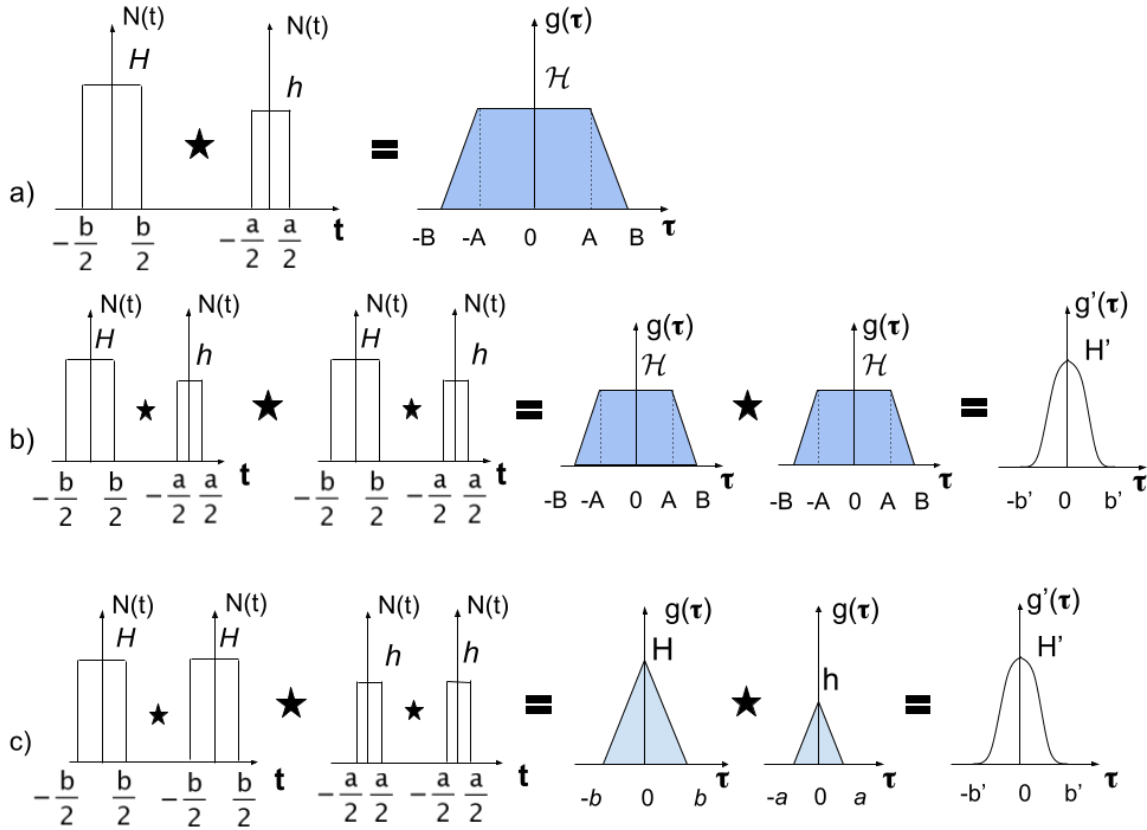 N(t) N(t) g(τ)
H h ℋ
★ = 
a)
-b/2 b/2 -a/2 a/2 t -B -A 0 A B τ
N(t) N(t) N(t) N(t) g(τ) g(τ) g'(τ)
H h H h ℋ ℋ H'
★ ★ ★ = ★ =
b)
-b/2 b/2 -a/2 a/2 t -b/2 b/2 -a/2 a/2 t -B -A 0 A B τ -B -A 0 A B τ -b' 0 b' τ
N(t) N(t) N(t) N(t) g(τ) g(τ) g'(τ)
H H h h H h H'
★ ★ ★ = ★ =
c)
-b/2 b/2 -b/2 b/2 t -a/2 a/2 -a/2 a/2 t -b 0 b τ -a 0 a τ -b' 0 b' τ